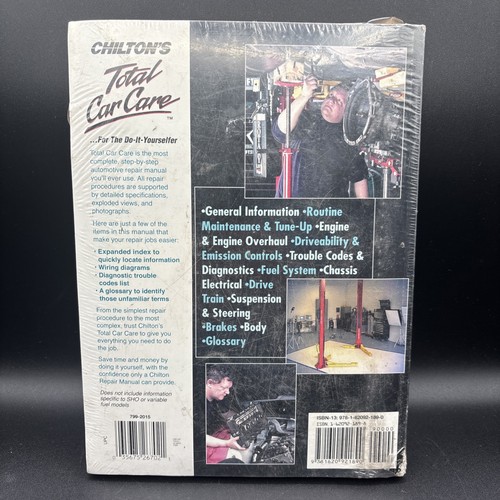 CHILTON'S
Total
Car Care
TM
...For The Do-It-Yourselfer
Total Car Care is the most
complete, step-by-step
automotive repair manual
you'll ever use. All repair
procedures are supported
by detailed specifications,
exploded views, and
photographs.
Here are just a few of the
items in this manual that
make your repair jobs easier:
• Expanded index to
quickly locate information
• Wiring diagrams
• Diagnostic trouble
codes list
• A glossary to identify
those unfamiliar terms
From the simplest repair
procedure to the most
complex, trust Chilton's
Total Car Care to give you
everything you need to do
the job.
Save time and money by
doing it yourself, with the
confidence only a Chilton
Repair Manual can provide.
Does not include information
specific to SHO or variable
fuel models
799-2015
•General Information •Routine
Maintenance & Tune-Up •Engine
& Engine Overhaul •Driveability &
Emission Controls •Trouble Codes &
Diagnostics •Fuel System •Chassis
Electrical •Drive
Train •Suspension
& Steering
•Brakes •Body
•Glossary
90000